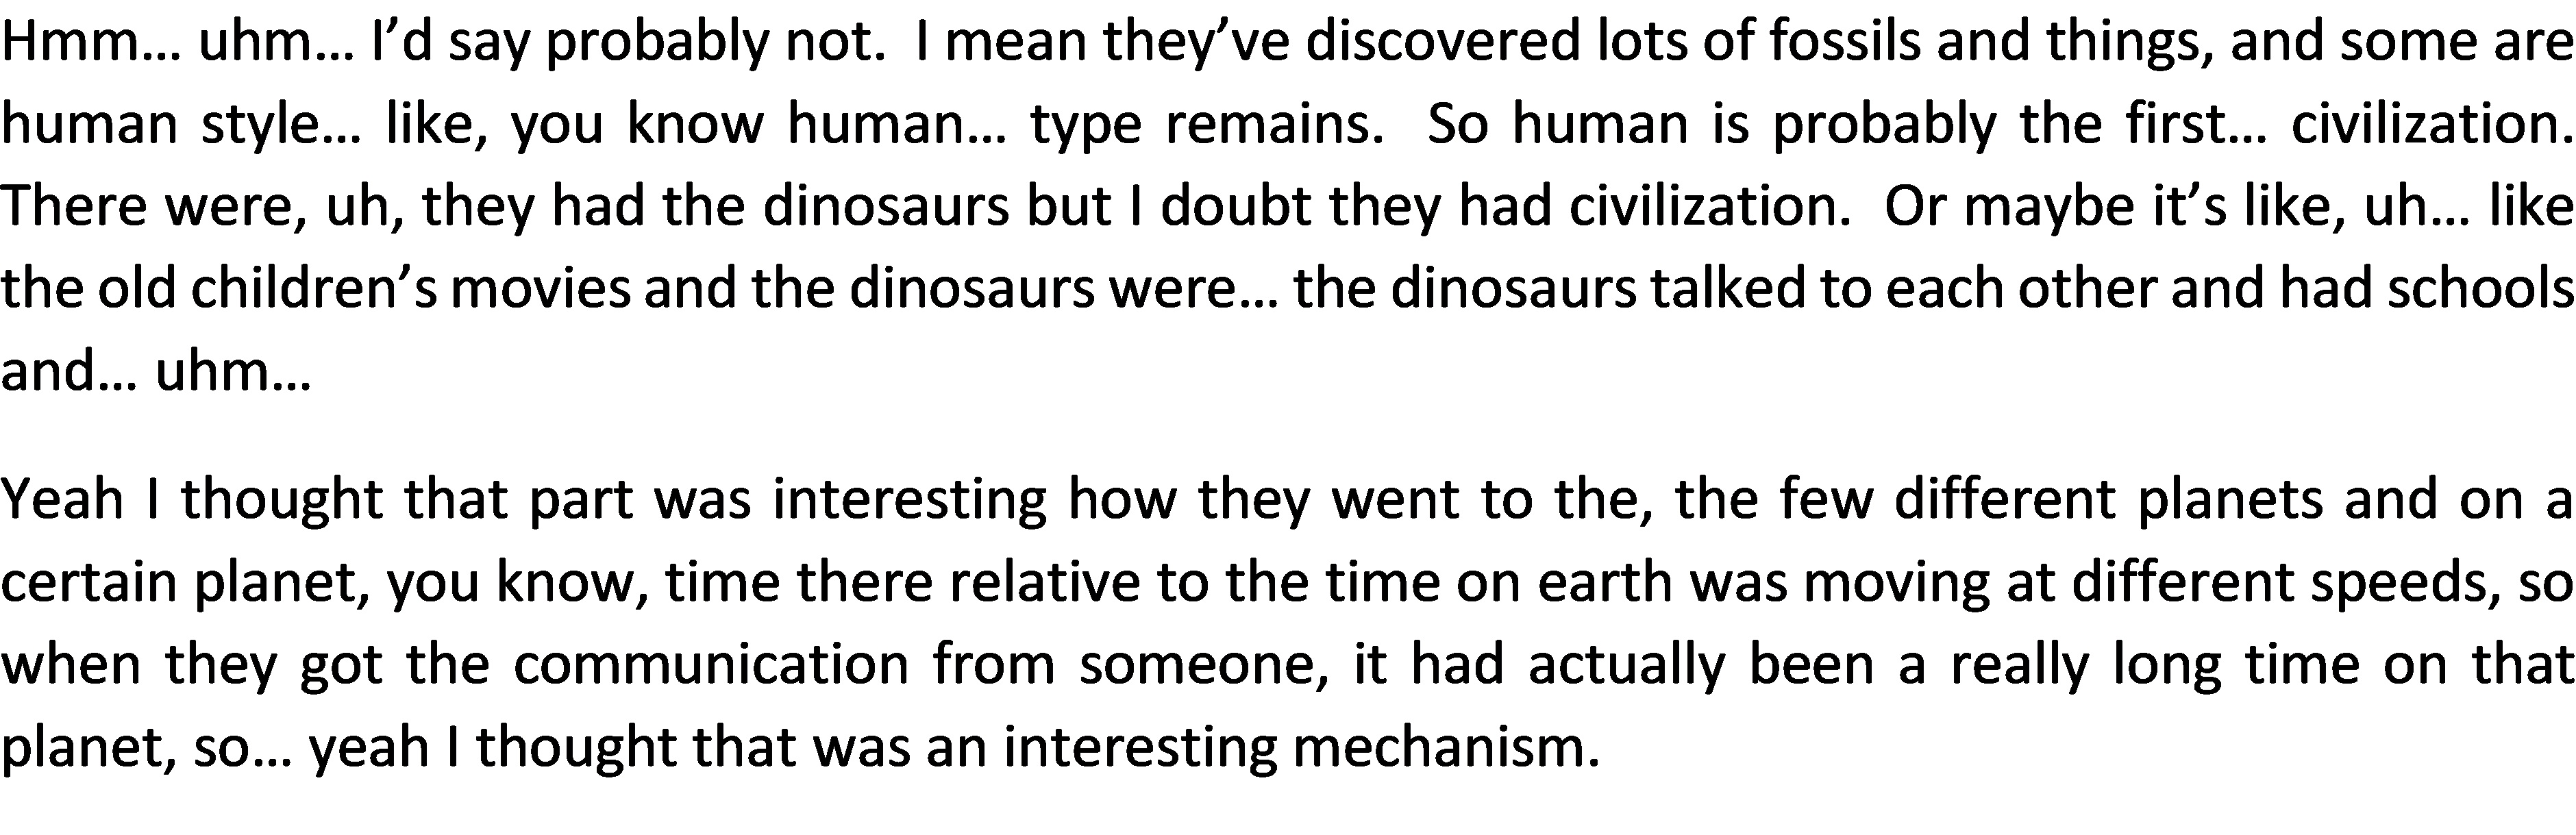 Hmm… uhm… I’d say probably not.  I mean they’ve discovered lots of fossils and things, and some are
human style… like, you know human… type remains.  So human is probably the first… civilization.
There were, uh, they had the dinosaurs but I doubt they had civilization.  Or maybe it’s like, uh… like
the old children’s movies and the dinosaurs were… the dinosaurs talked to each other and had schools
and… uhm…
Yeah I thought that part was interesting how they went to the, the few different planets and on a
certain planet, you know, time there relative to the time on earth was moving at different speeds, so
when they got the communication from someone, it had actually been a really long time on that
planet, so… yeah I thought that was an interesting mechanism.